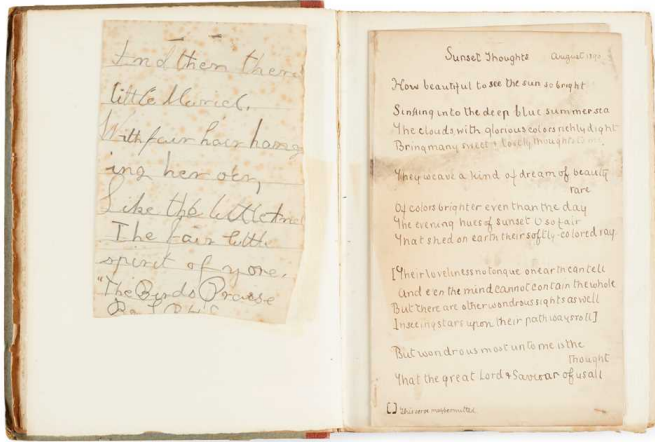 And then there
little Muriel,
With fair hair hang
ing her oer,
Like the little
The fair little
spirit of yore.
"The Birds Praise
Sunset Thoughts August
How beautiful to see the sun so bright
Sinking into the deep blue summer sea
The clouds with glorious colors richly dight
Bring many sweet & lovely thoughts to me.
They weave a kind of dream of beauty
rare
Of colors brighter even than the day
The evening hues of sunset O so fair
That shed on earth their softly-colored ray.
[Their loveliness no tongue on earth can tell
And e'en the mind cannot contain the whole
But there are other wondrous sights as well
In seeing stars upon their pathways roll]
But wondrous most unto me is the
thought
That the great Lord & Saviour of us all
[ ] This verse may be omitted.